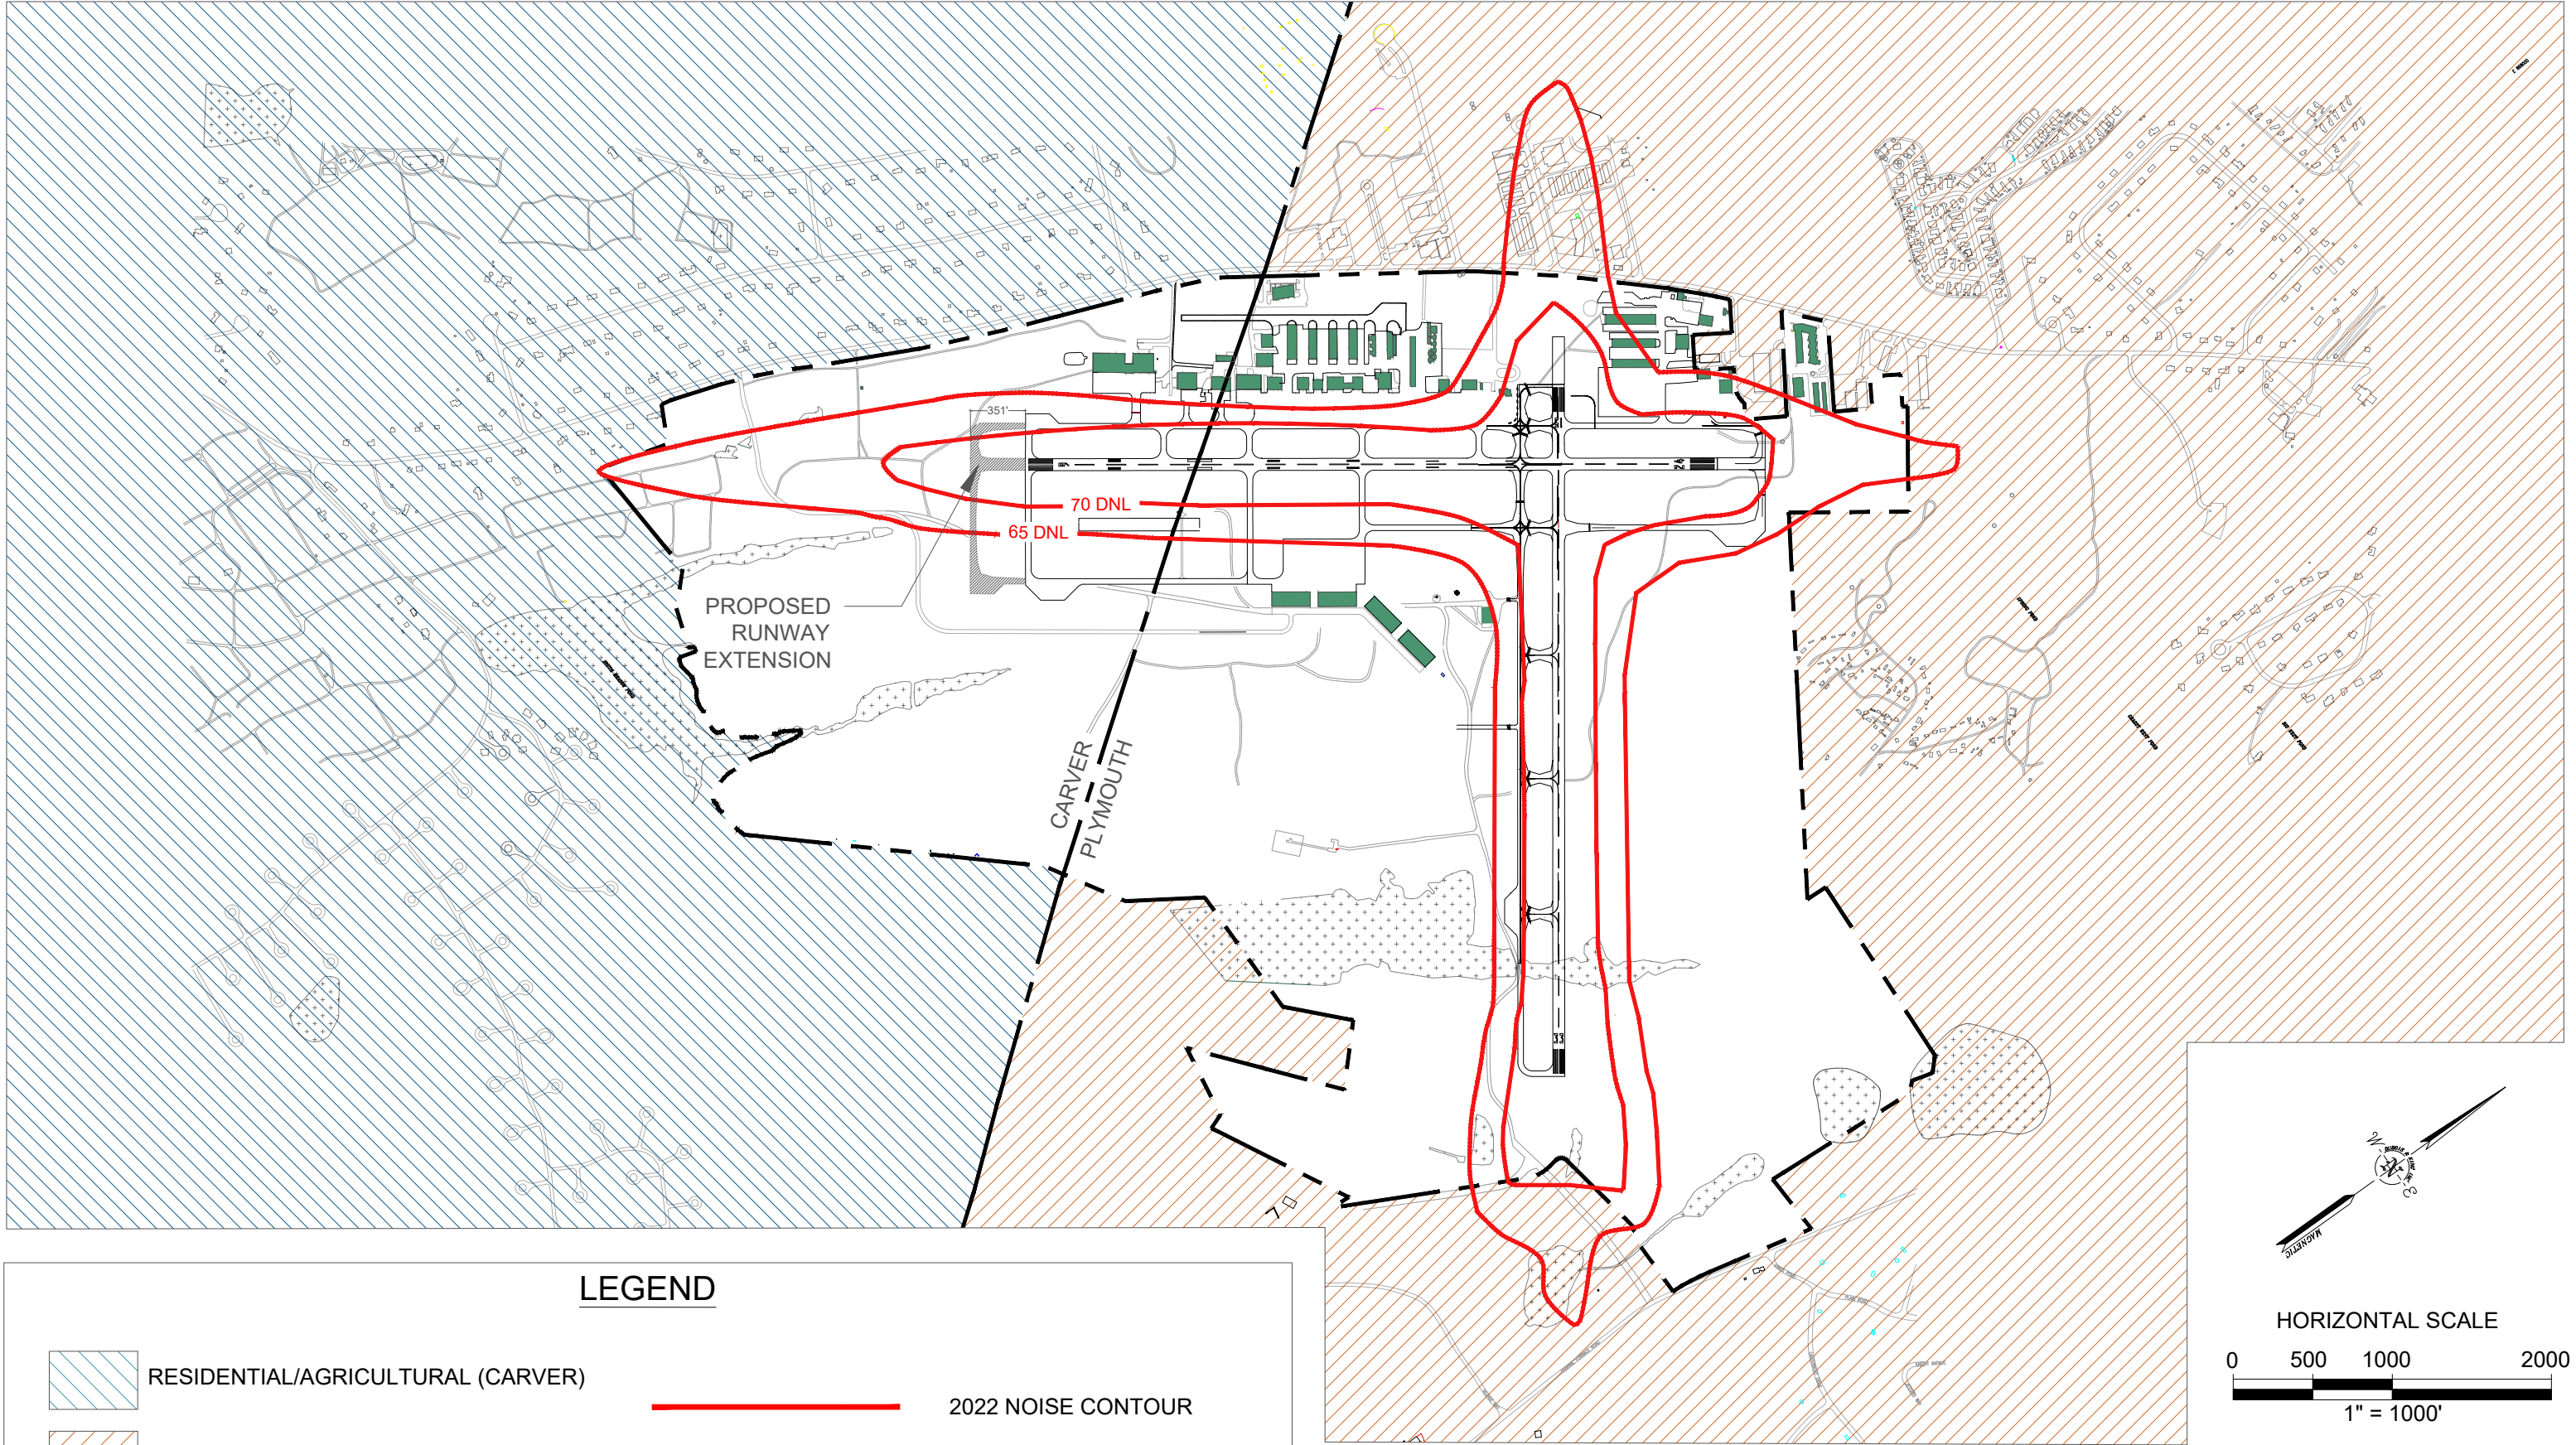 351'
70 DNL
65 DNL
PROPOSED
RUNWAY
EXTENSION
CARVER
PLYMOUTH
33
MAGNETIC
HORIZONTAL SCALE
0 500 1000 2000
1" = 1000'
LEGEND
RESIDENTIAL/AGRICULTURAL (CARVER)
2022 NOISE CONTOUR